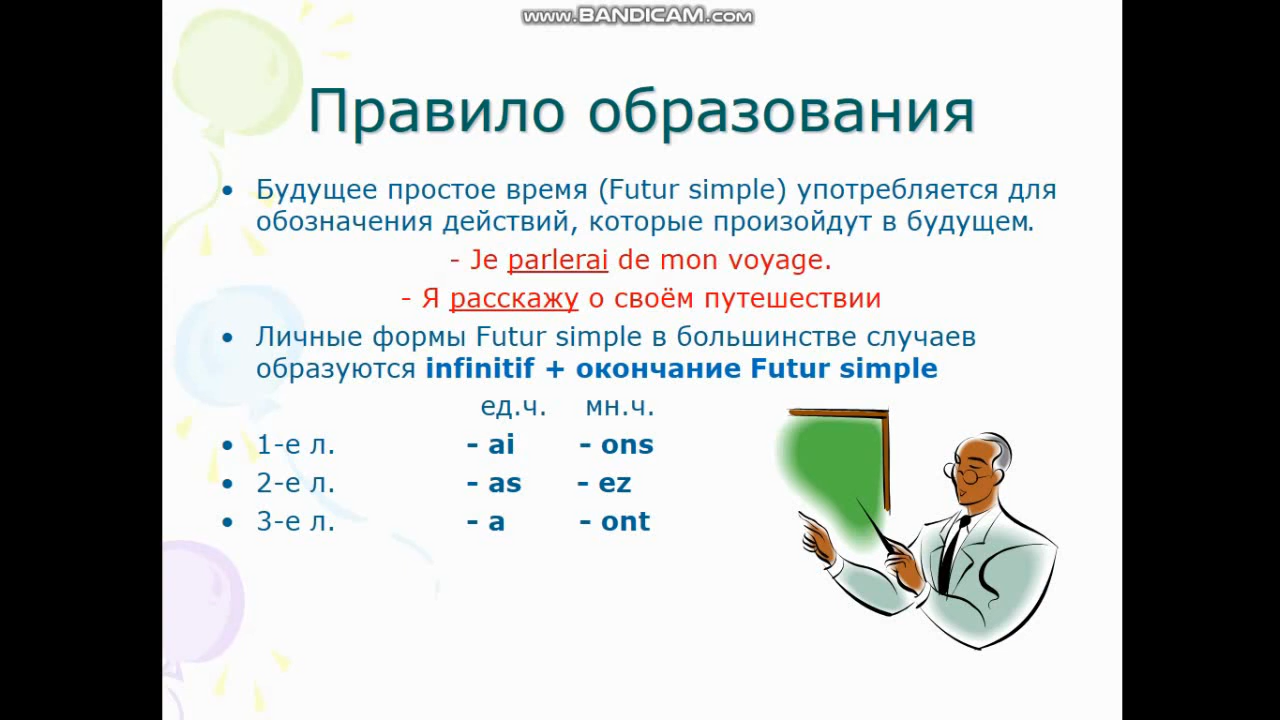 www.BANDICAM.com
Правило образования
• Будущее простое время (Futur simple) употребляется для
обозначения действий, которые произойдут в будущем.
- Je parlerai de mon voyage.
- Я расскажу о своём путешествии
• Личные формы Futur simple в большинстве случаев
образуются infinitif + окончание Futur simple
ед.ч. мн.ч.
• 1-е л. – ai – ons
• 2-е л. – as – ez
• 3-е л. – a – ont